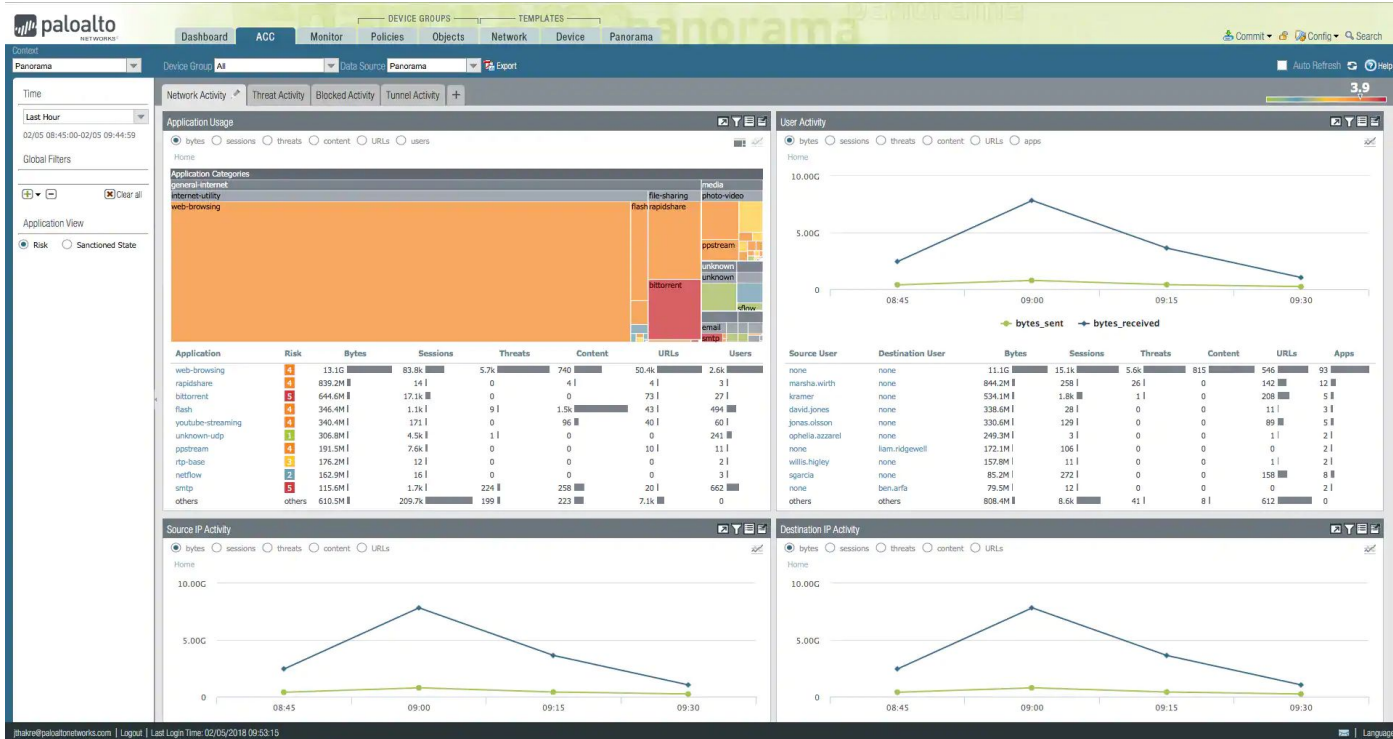 paloalto
NETWORKS
DEVICE GROUPS TEMPLATES
Dashboard ACC Monitor Policies Objects Network Device Panorama
Commit Config Search
Context
Panorama Device Group All Data Source Panorama Export Auto Refresh Help
Time
Last Hour
02/05 08:45:00-02/05 09:44:59
Global Filters
Clear all
Application View
Risk Sanctioned State
Network Activity Threat Activity Blocked Activity Tunnel Activity + 3.9
Application Usage
bytes sessions threats content URLs users
Home
Application Categories
general-internet media
internet-utility file-sharing photo-video
web-browsing flash rapidshare
ppstream
unknown
unknown
bittorrent
sflow
email
smtp
Application Risk Bytes Sessions Threats Content URLs Users
web-browsing 4 13.1G 83.8k 5.7k 740 50.4k 2.6k
rapidshare 4 839.2M 14 0 4 4 3
bittorrent 5 644.6M 17.1k 0 0 73 27
flash 4 346.4M 1.1k 9 1.5k 43 494
youtube-streaming 4 340.4M 171 0 96 40 60
unknown-udp 1 306.8M 4.5k 1 0 0 241
ppstream 4 191.5M 7.6k 0 0 10 11
rtp-base 3 176.2M 12 0 0 0 2
netflow 2 162.9M 16 0 0 0 3
smtp 5 115.6M 1.7k 224 258 20 662
others others 610.5M 209.7k 199 223 7.1k 0
User Activity
bytes sessions threats content URLs apps
Home
10.00G
5.00G
0
08:45 09:00 09:15 09:30
bytes_sent bytes_received
Source User Destination User Bytes Sessions Threats Content URLs Apps
none none 11.1G 15.1k 5.6k 815 546 93
marsha.wirth none 844.2M 258 26 0 142 12
kramer none 534.1M 1.8k 1 0 208 5
david.jones none 338.6M 28 0 0 11 3
jonas.olsson none 330.6M 129 0 0 89 5
ophelia.azzarel none 249.3M 3 0 0 1 2
none liam.ridgewell 172.1M 106 0 0 0 2
willis.higley none 157.8M 11 0 0 1 2
sgarcia none 85.2M 272 0 0 158 8
none ben.arfa 79.5M 12 0 0 0 2
others others 808.4M 8.6k 41 8 612 0
Source IP Activity
bytes sessions threats content URLs
Home
10.00G
5.00G
0
08:45 09:00 09:15 09:30
Destination IP Activity
bytes sessions threats content URLs
Home
10.00G
5.00G
0
08:45 09:00 09:15 09:30
jthakre@paloaltonetworks.com | Logout | Last Login Time: 02/05/2018 09:53:15 | Language